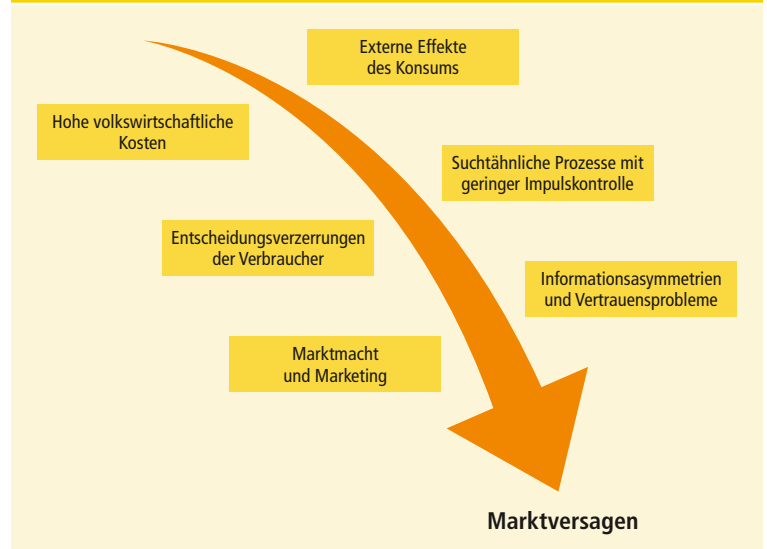 Externe Effekte
des Konsums
Hohe volkswirtschaftliche
Kosten
Suchtähnliche Prozesse mit
geringer Impulskontrolle
Entscheidungsverzerrungen
der Verbraucher
Informationsasymmetrien
und Vertrauensprobleme
Marktmacht
und Marketing
Marktversagen